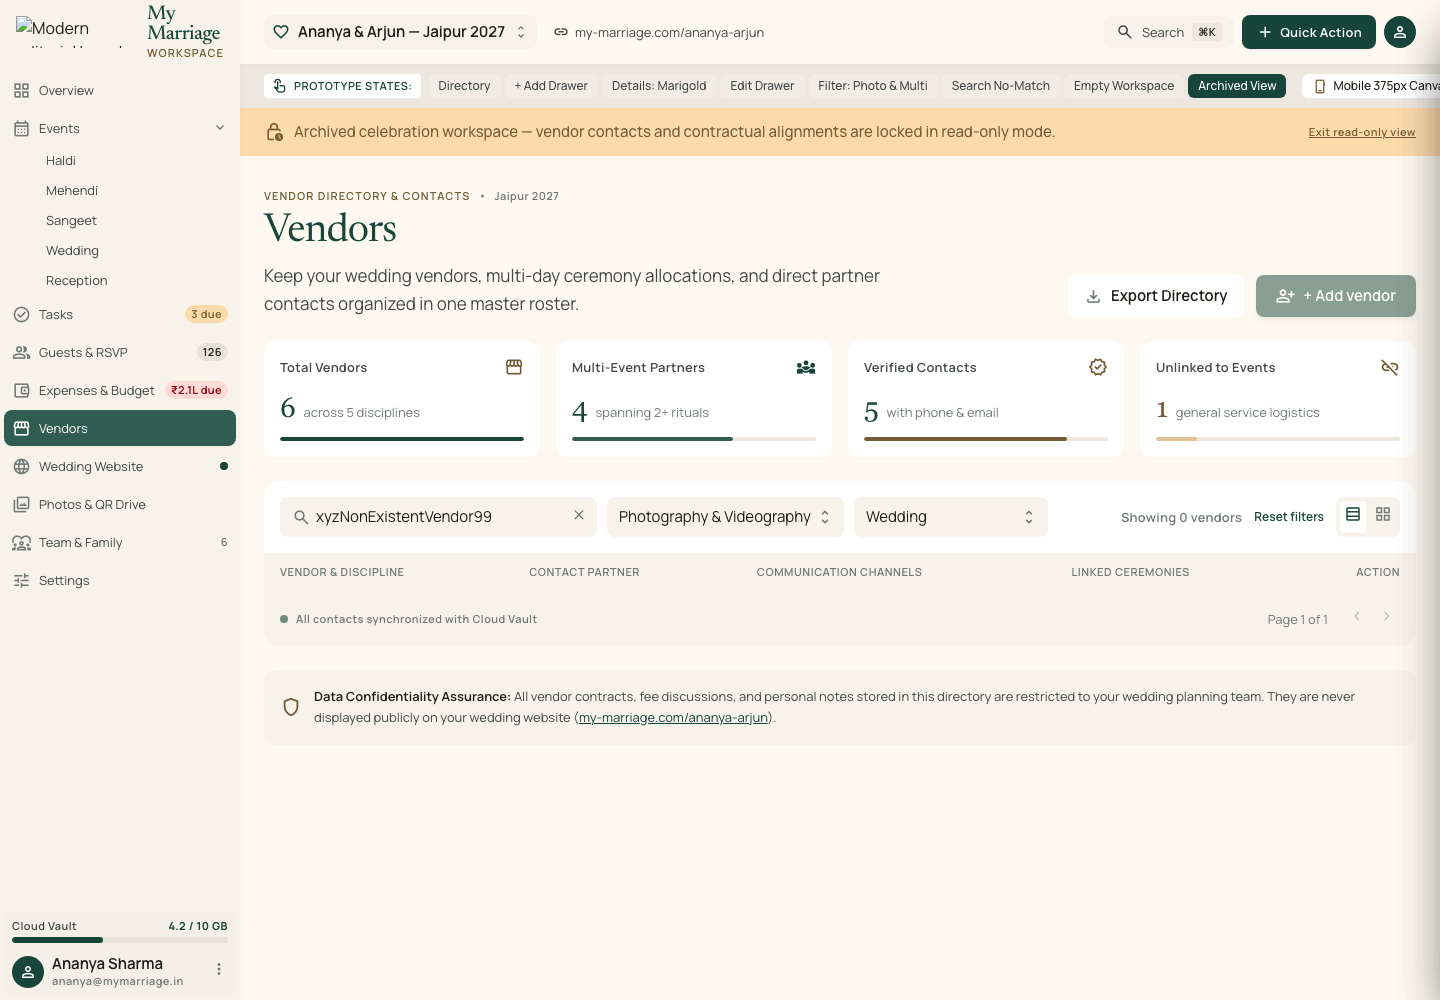 Modern
My
Marriage
WORKSPACE
Overview
Events
Haldi
Mehendi
Sangeet
Wedding
Reception
Tasks
3 due
Guests & RSVP
126
Expenses & Budget
₹2.1L due
Vendors
Wedding Website
Photos & QR Drive
Team & Family
6
Settings
Cloud Vault
4.2 / 10 GB
Ananya Sharma
ananya@mymarriage.in
Ananya & Arjun — Jaipur 2027
my-marriage.com/ananya-arjun
Search
⌘K
Quick Action
PROTOTYPE STATES:
Directory
+ Add Drawer
Details: Marigold
Edit Drawer
Filter: Photo & Multi
Search No-Match
Empty Workspace
Archived View
Mobile 375px Canva
Archived celebration workspace — vendor contacts and contractual alignments are locked in read-only mode.
Exit read-only view
VENDOR DIRECTORY & CONTACTS • Jaipur 2027
Vendors
Keep your wedding vendors, multi-day ceremony allocations, and direct partner
contacts organized in one master roster.
Export Directory
+ Add vendor
Total Vendors
6 across 5 disciplines
Multi-Event Partners
4 spanning 2+ rituals
Verified Contacts
5 with phone & email
Unlinked to Events
1 general service logistics
xyzNonExistentVendor99
Photography & Videography
Wedding
Showing 0 vendors
Reset filters
VENDOR & DISCIPLINE
CONTACT PARTNER
COMMUNICATION CHANNELS
LINKED CEREMONIES
ACTION
All contacts synchronized with Cloud Vault
Page 1 of 1
Data Confidentiality Assurance: All vendor contracts, fee discussions, and personal notes stored in this directory are restricted to your wedding planning team. They are never
displayed publicly on your wedding website (my-marriage.com/ananya-arjun).